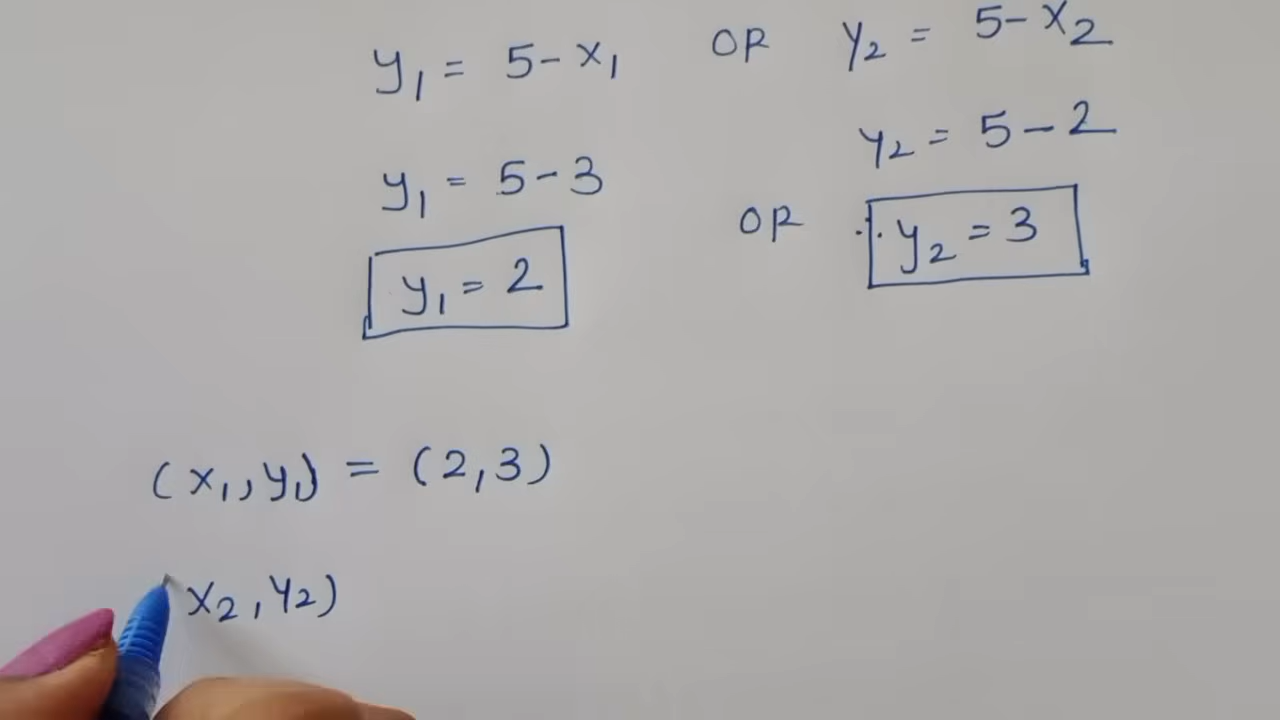 y₁ = 5-x₁ OR y₂ = 5-x₂
y₁ = 5-3 y₂ = 5-2
y₁ = 2 OR ∴ y₂ = 3
(x₁,y₁) = (2,3)
x₂,y₂)